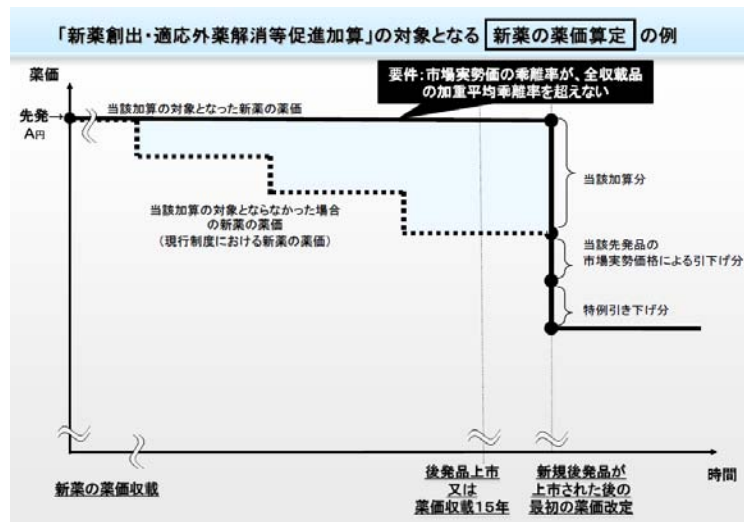 「新薬創出・適応外薬解消等促進加算」の対象となる 新薬の薬価算定 の例
薬価
要件：市場実勢価の乖離率が、全収載品
の加重平均乖離率を超えない
当該加算の対象となった新薬の薬価
先発→
A円
当該加算分
当該加算の対象とならなかった場合
の新薬の薬価
（現行制度における新薬の薬価）
当該先発品の
市場実勢価格による引下げ分
特例引き下げ分
時間
新薬の薬価収載
後発品上市
又は
薬価収載15年
新規後発品が
上市された後の
最初の薬価改定